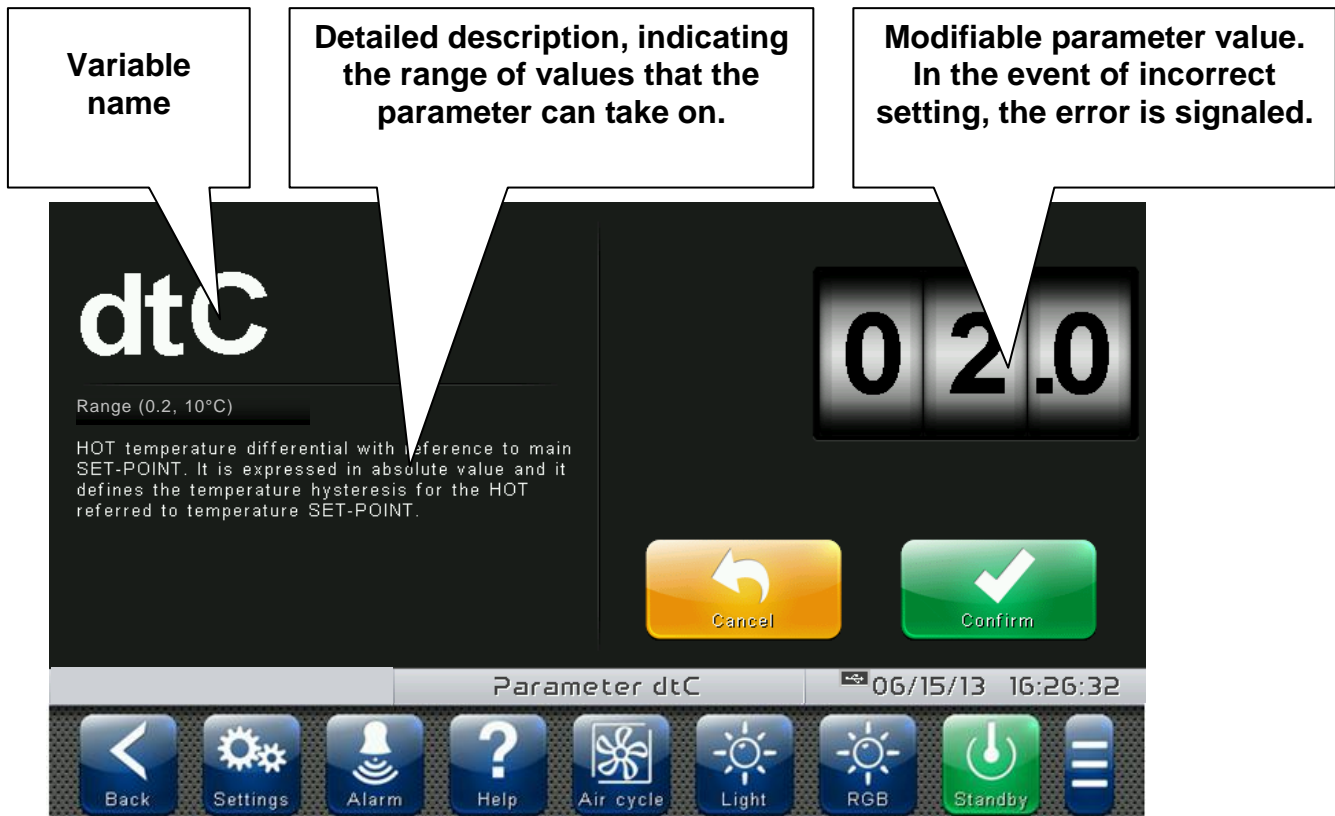 Variable
name
Detailed description, indicating
the range of values that the
parameter can take on.
Modifiable parameter value.
In the event of incorrect
setting, the error is signaled.
dtC
Range (0.2, 10°C)
HOT temperature differential with reference to main
SET-POINT. It is expressed in absolute value and it
defines the temperature hysteresis for the HOT
referred to temperature SET-POINT.
02.0
Cancel
Confirm
Parameter dtC
06/15/13 16:26:32
Back
Settings
Alarm
?
Help
Air cycle
Light
RGB
Standby